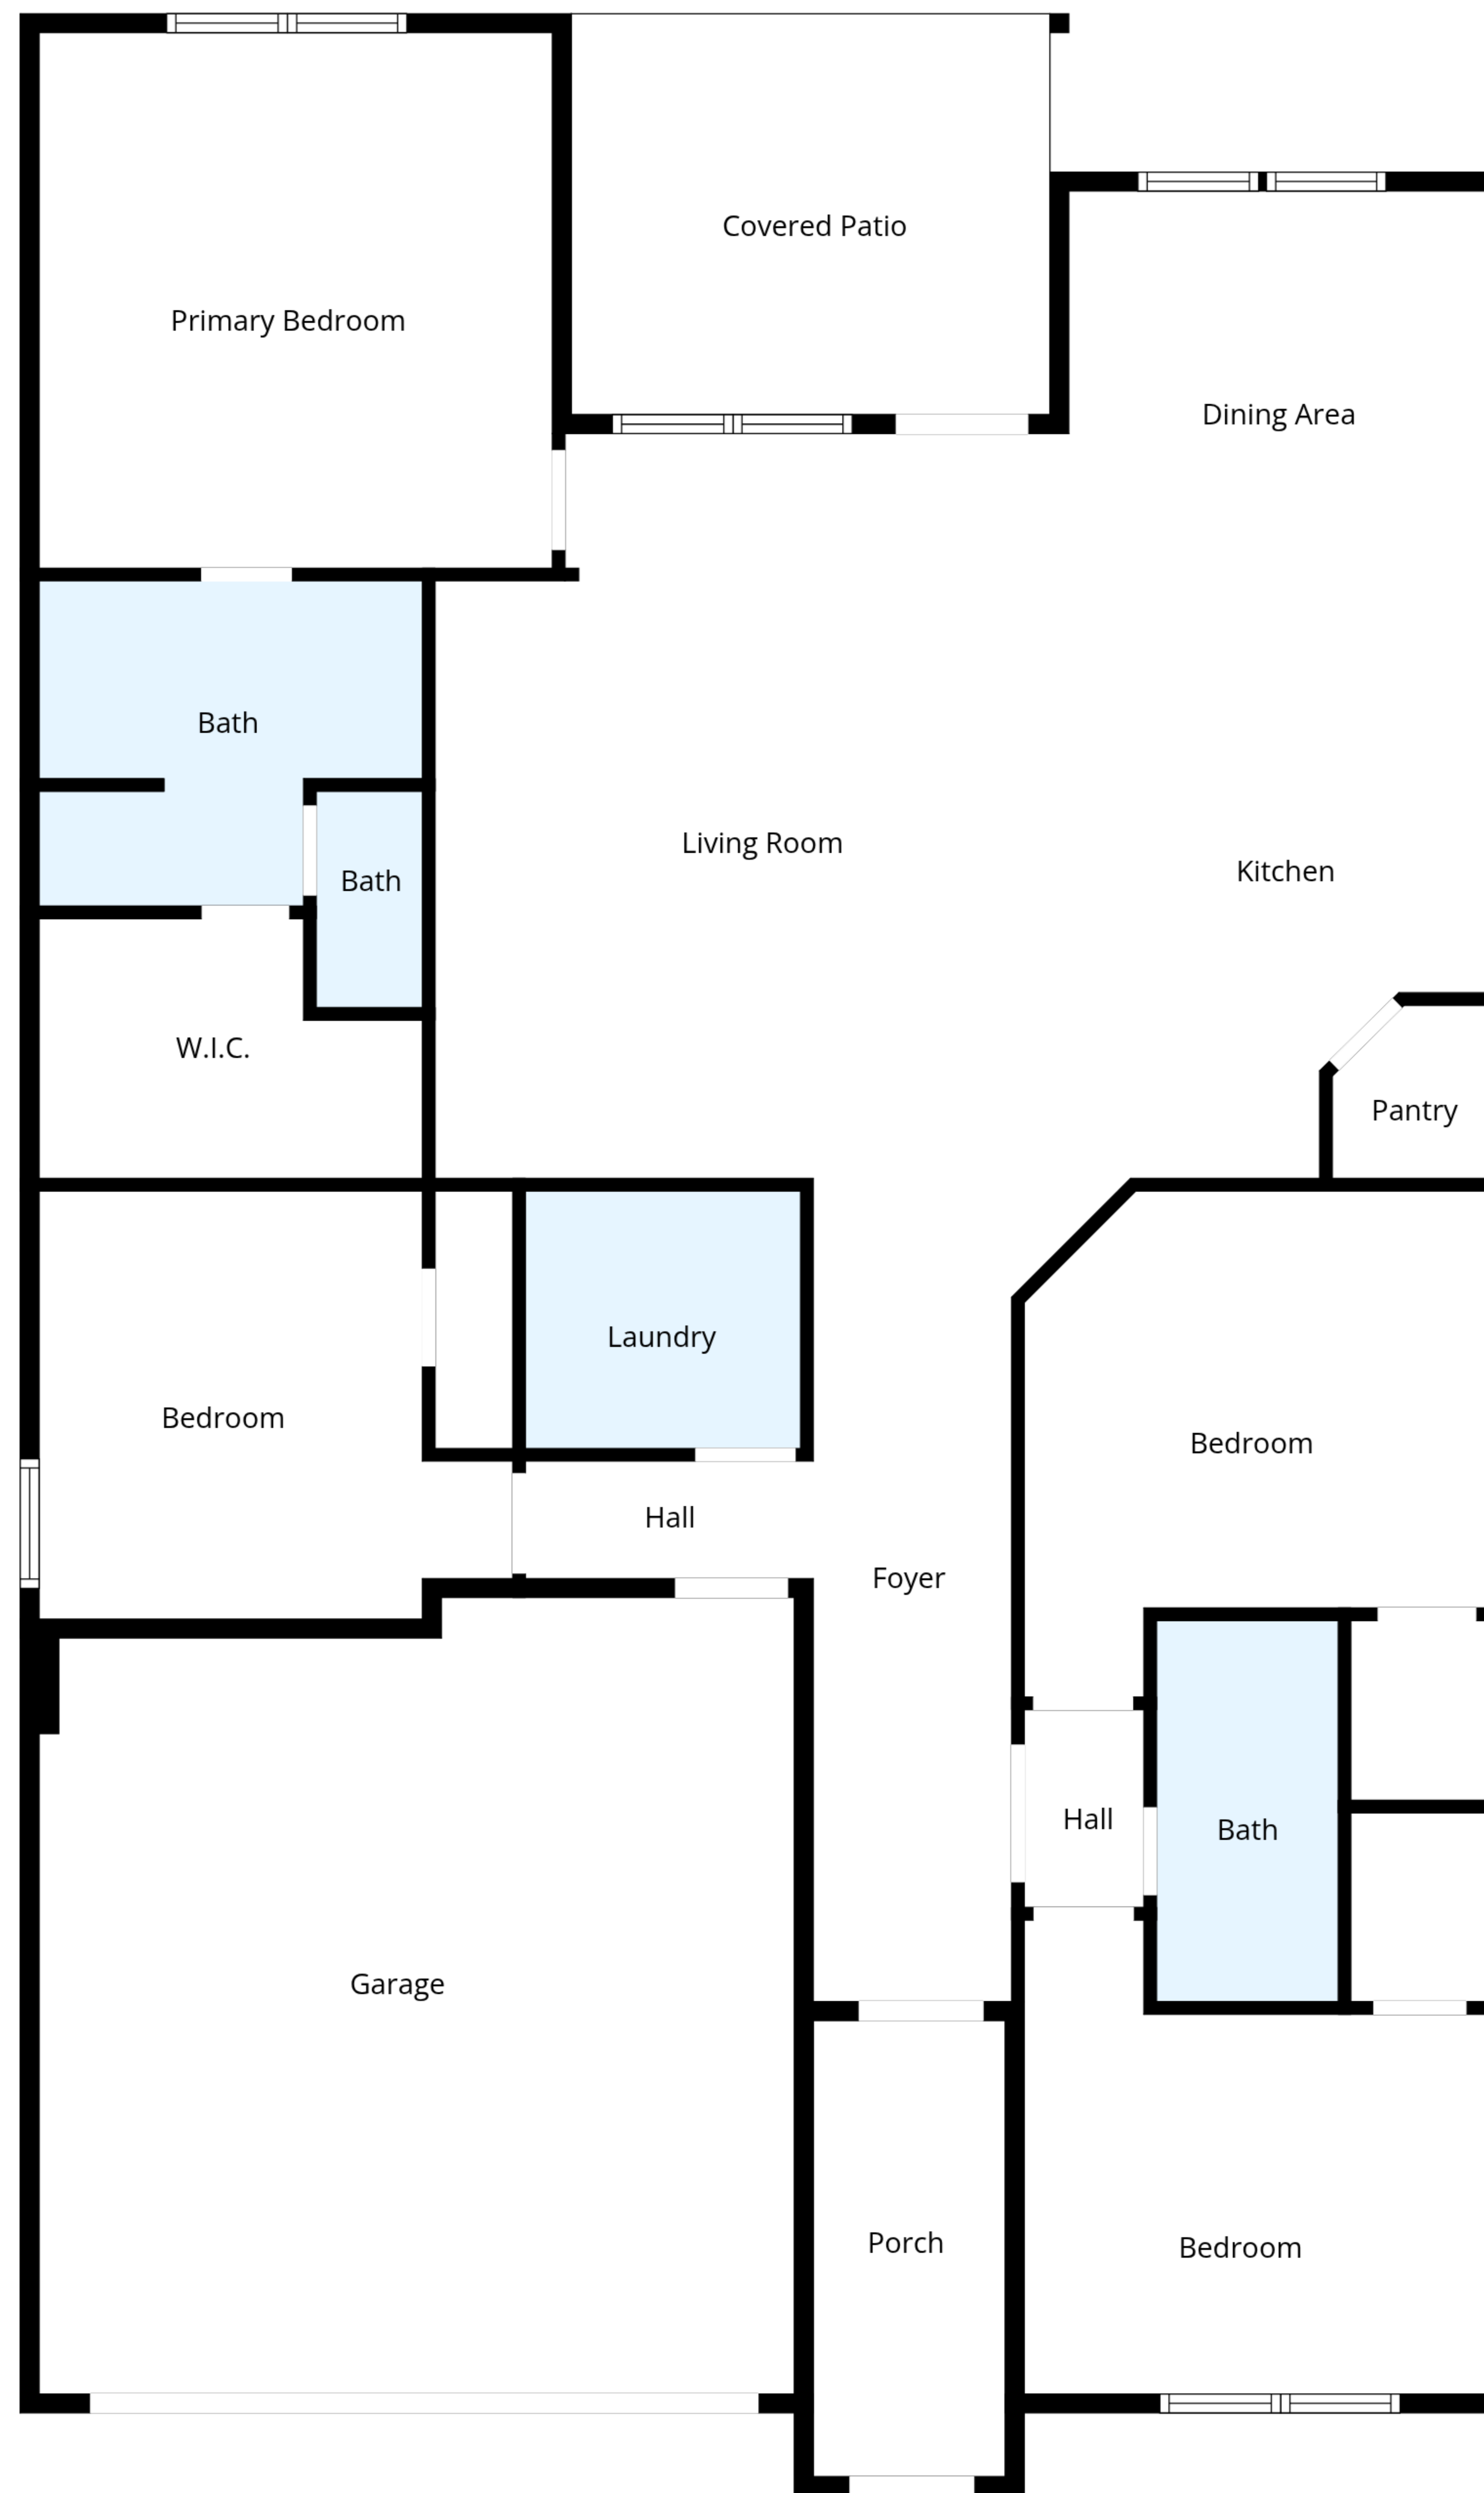 Covered Patio
Primary Bedroom
Dining Area
Bath
Living Room
Kitchen
Bath
W.I.C.
Pantry
Laundry
Bedroom
Bedroom
Hall
Foyer
Hall
Bath
Garage
Porch
Bedroom